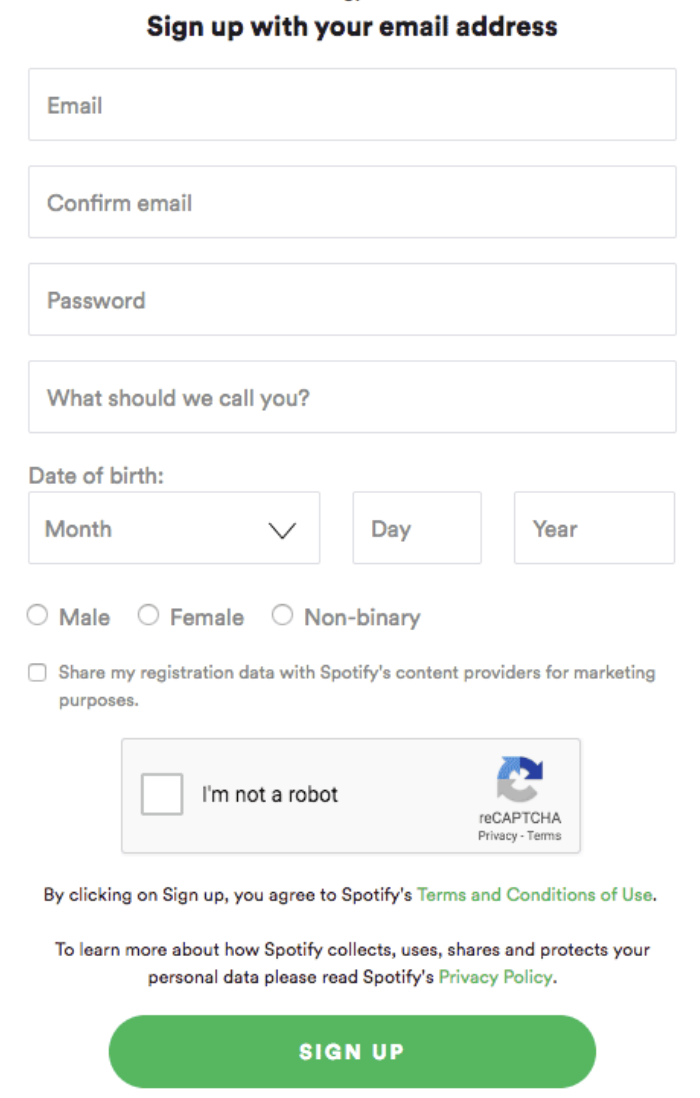 Sign up with your email address
Email
Confirm email
Password
What should we call you?
Date of birth:
Month Day Year
Male Female Non-binary
Share my registration data with Spotify's content providers for marketing
purposes.
I'm not a robot
reCAPTCHA
Privacy - Terms
By clicking on Sign up, you agree to Spotify's Terms and Conditions of Use.
To learn more about how Spotify collects, uses, shares and protects your
personal data please read Spotify's Privacy Policy.
SIGN UP